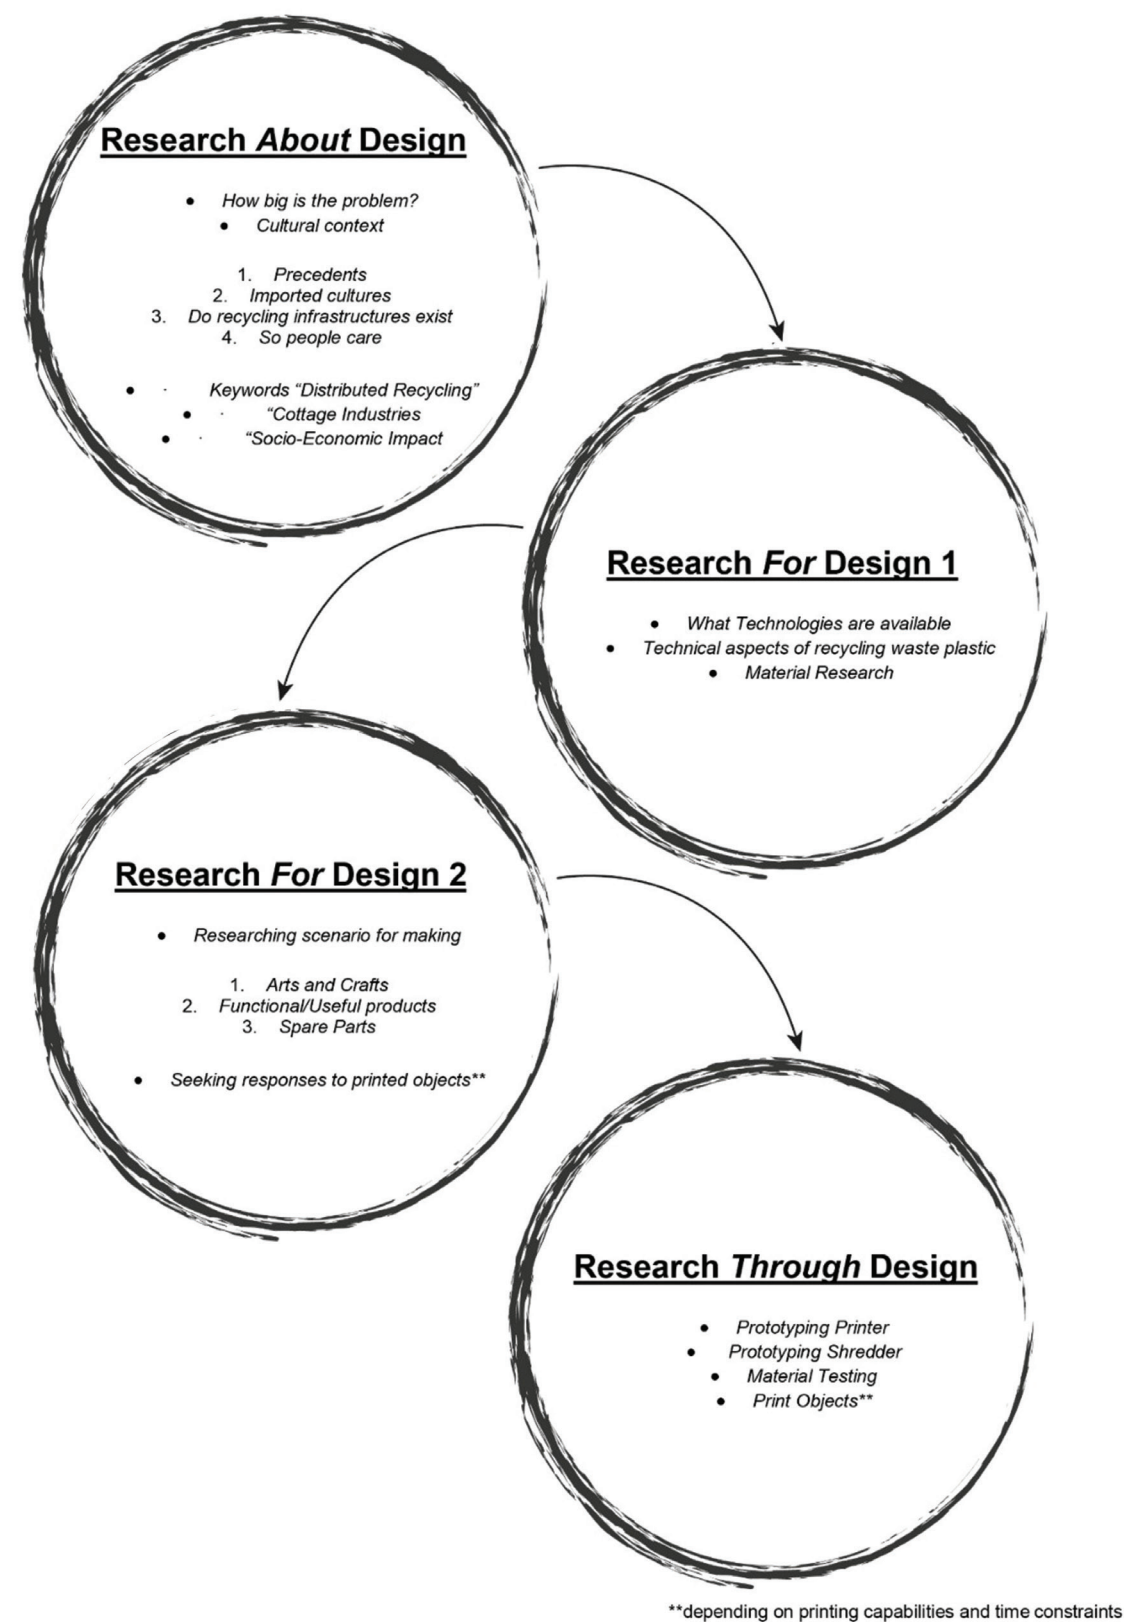 Research About Design
• How big is the problem?
• Cultural context
1. Precedents
2. Imported cultures
3. Do recycling infrastructures exist
4. So people care
• · Keywords “Distributed Recycling”
• · “Cottage Industries
• · “Socio-Economic Impact
Research For Design 1
• What Technologies are available
• Technical aspects of recycling waste plastic
• Material Research
Research For Design 2
• Researching scenario for making
1. Arts and Crafts
2. Functional/Useful products
3. Spare Parts
• Seeking responses to printed objects**
Research Through Design
• Prototyping Printer
• Prototyping Shredder
• Material Testing
• Print Objects**
**depending on printing capabilities and time constraints